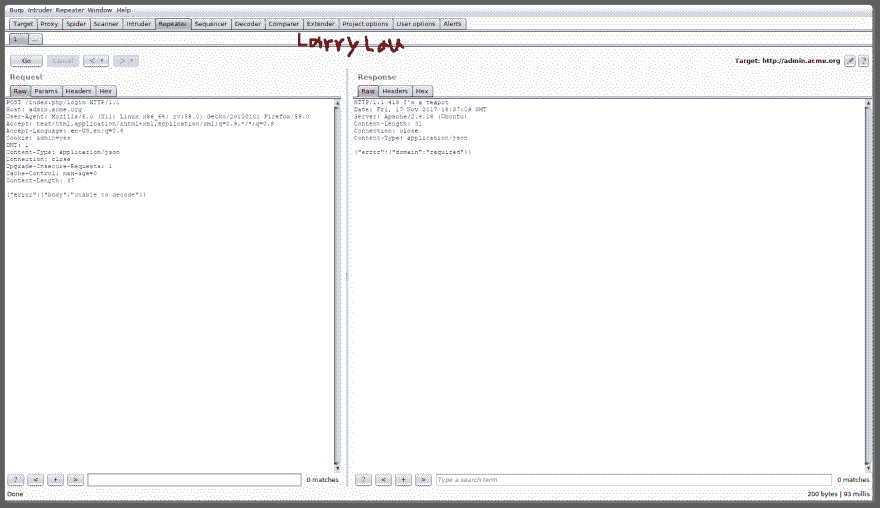 Burp Intruder Repeater Window Help
Target Proxy Spider Scanner Intruder Repeater Sequencer Decoder Comparer Extender Project options User options Alerts
1 ...
Larry Lau
Go Cancel < >
Target: http://admin.acme.org ?
Request
Raw Params Headers Hex
POST /index.php/login HTTP/1.1
Host: admin.acme.org
User-Agent: Mozilla/5.0 (X11; Linux x86_64; rv:58.0) Gecko/20100101 Firefox/58.0
Accept: text/html,application/xhtml+xml,application/xml;q=0.9,*/*;q=0.8
Accept-Language: en-US,en;q=0.5
Cookie: admin=yes
DNT: 1
Content-Type: application/json
Connection: close
Upgrade-Insecure-Requests: 1
Cache-Control: max-age=0
Content-Length: 37
{"error":{"body":"unable to decode"}}
? < + > 0 matches
Response
Raw Headers Hex
HTTP/1.1 418 I'm a teapot
Date: Fri, 17 Nov 2017 GMT
Server: Apache/2.4.18 (Ubuntu)
Content-Length: 31
Connection: close
Content-Type: application/json
{"error":{"domain":"required"}}
? < + > Type a search term 0 matches
Done
200 bytes | 93 millis